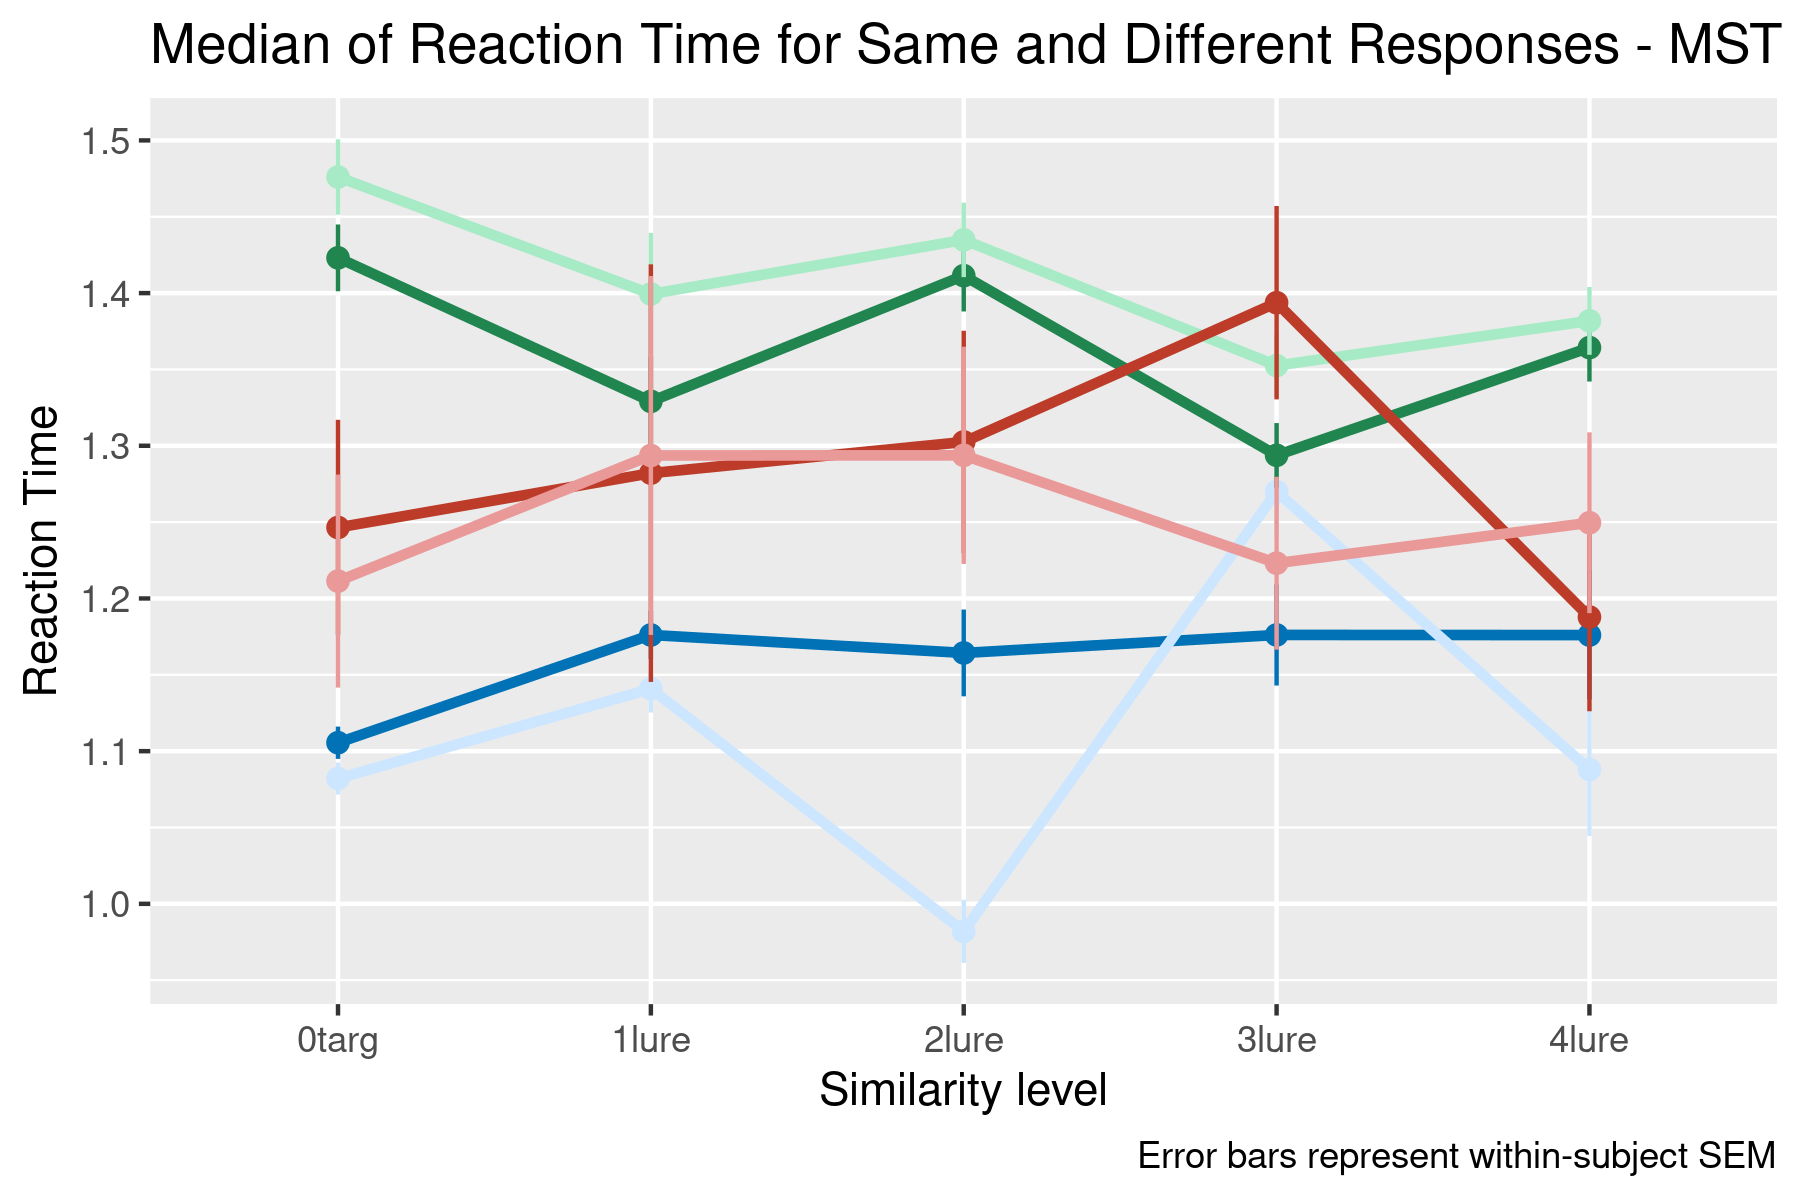 Median of Reaction Time for Same and Different Responses - MST
Reaction Time
1.5
1.4
1.3
1.2
1.1
1.0
0targ 1lure 2lure 3lure 4lure
Similarity level
Error bars represent within-subject SEM